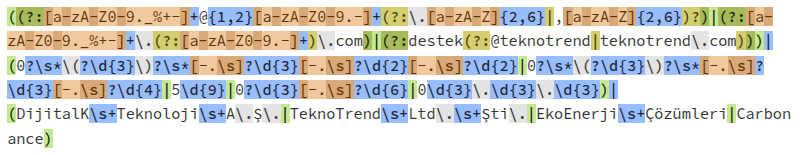 ((?:[a-zA-Z0-9._%+-]+@{1,2}[a-zA-Z0-9.-]+(?:\.[a-zA-Z]{2,6}|,[a-zA-Z]{2,6})?)|(?:[a-
zA-Z0-9._%+-]+\.(?:[a-zA-Z0-9.-]+)\.com)|(?:destek(?:@teknotrend|teknotrend\.com)))|
(0?\s*\(?\d{3}\)?\s*[-.\s]?\d{3}[-.\s]?\d{2}[-.\s]?\d{2}|0?\s*\(?\d{3}\)?\s*[-.\s]?
\d{3}[-.\s]?\d{4}|5\d{9}|0?\d{3}[-.\s]?\d{6}|0\d{3}\.\d{3}\.\d{3})|
(DijitalK\s+Teknoloji\s+A\.Ş\.|TeknoTrend\s+Ltd\.\s+Şti\.|EkoEnerji\s+Çözümleri|Carbon
ance)